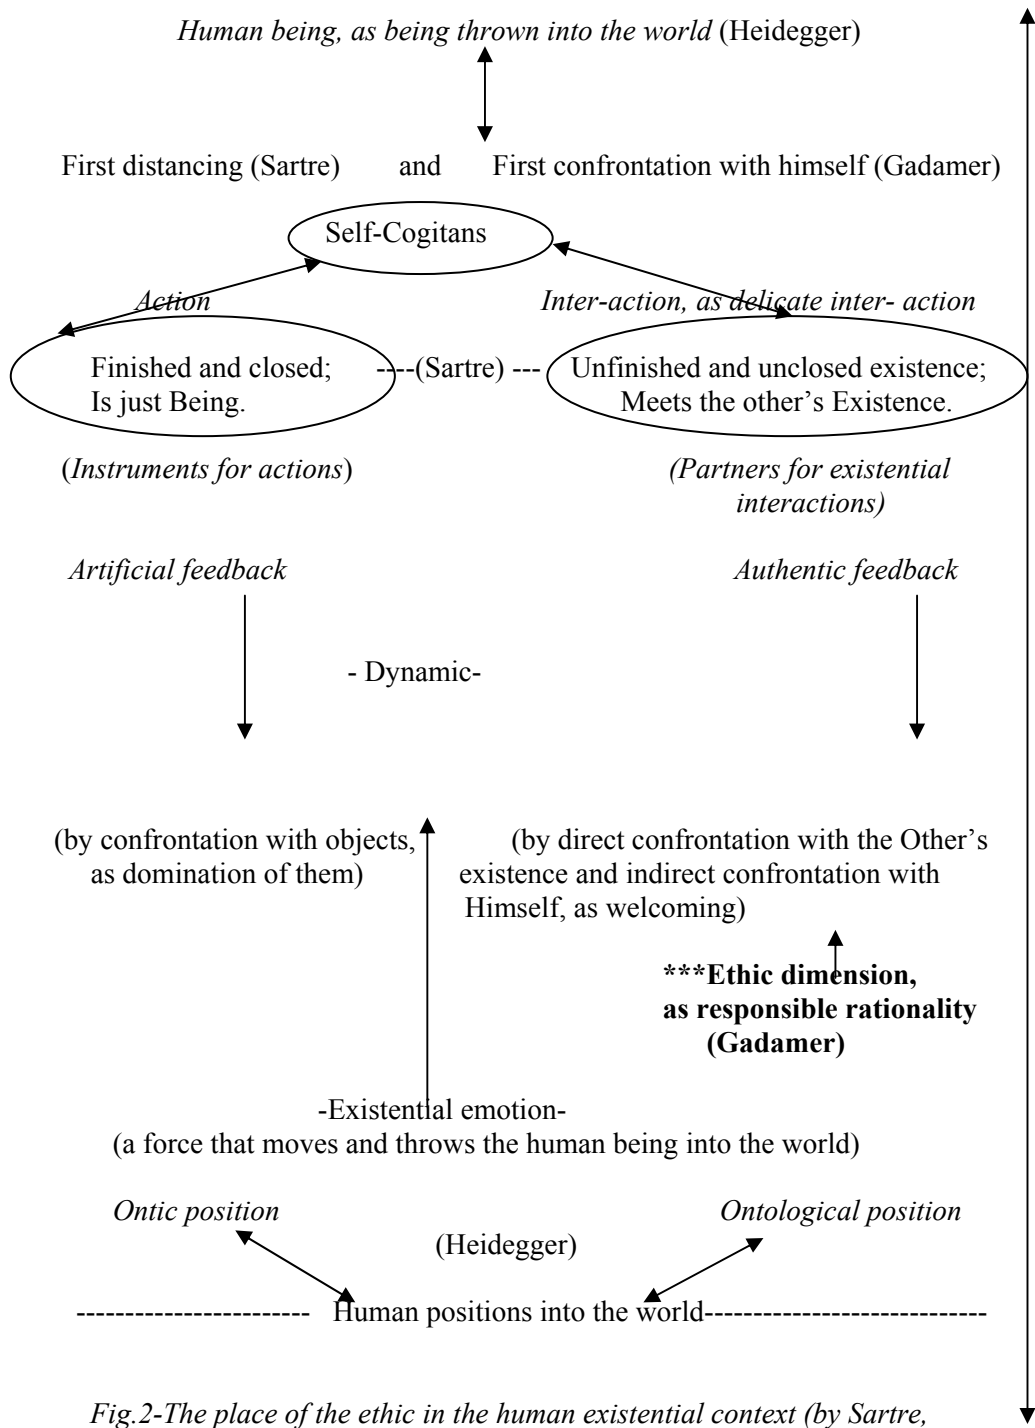 Human being, as being thrown into the world (Heidegger)
First distancing (Sartre) and First confrontation with himself (Gadamer)
Self-Cogitans
Action
Inter-action, as delicate inter- action
Finished and closed;
Is just Being.
----(Sartre) ---
Unfinished and unclosed existence;
Meets the other’s Existence.
(Instruments for actions)
(Partners for existential
interactions)
Artificial feedback
Authentic feedback
- Dynamic-
(by confrontation with objects,
as domination of them)
(by direct confrontation with the Other’s
existence and indirect confrontation with
Himself, as welcoming)
***Ethic dimension,
as responsible rationality
(Gadamer)
-Existential emotion-
(a force that moves and throws the human being into the world)
Ontic position
Ontological position
(Heidegger)
----------------------- Human positions into the world-------------------------
Fig.2-The place of the ethic in the human existential context (by Sartre,